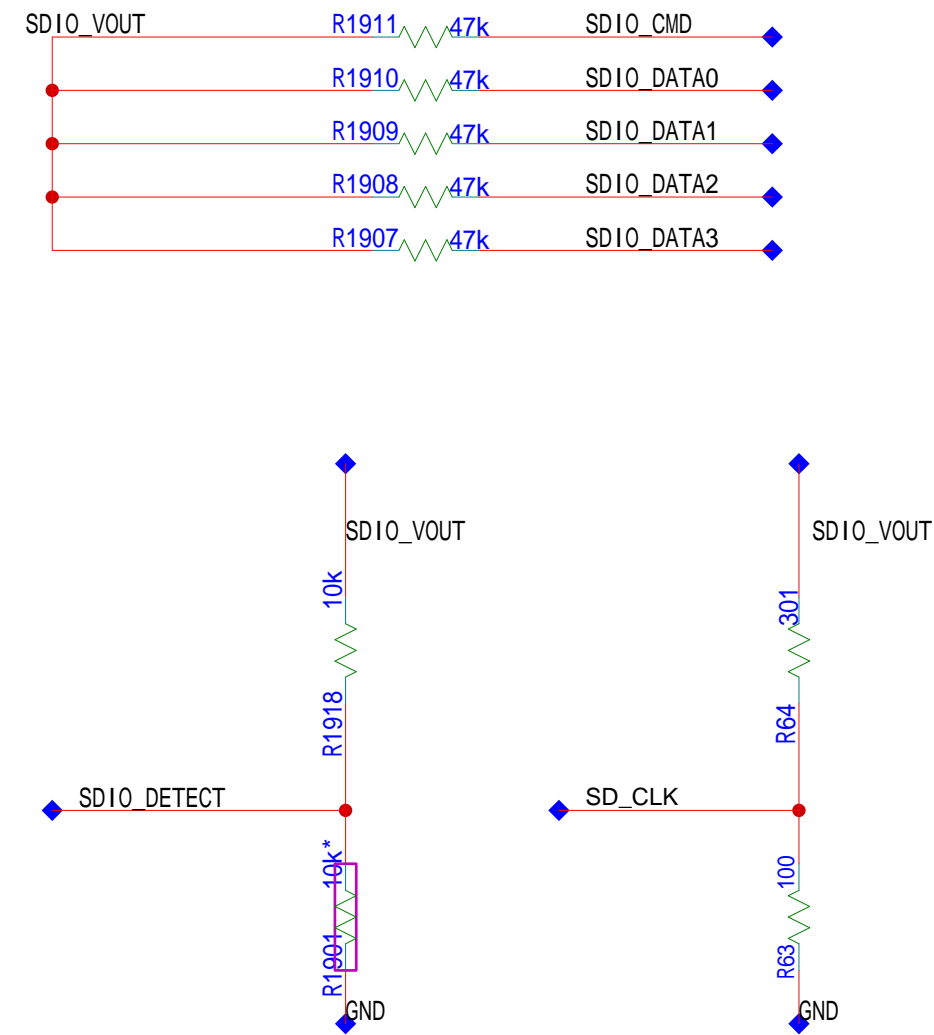 SDIO_VOUT R1911 47k SDIO_CMD
R1910 47k SDIO_DATA0
R1909 47k SDIO_DATA1
R1908 47k SDIO_DATA2
R1907 47k SDIO_DATA3
SDIO_VOUT
10k
R1918
SDIO_DETECT
10k*
R1901
GND
SDIO_VOUT
301
R64
SD_CLK
100
R63
GND